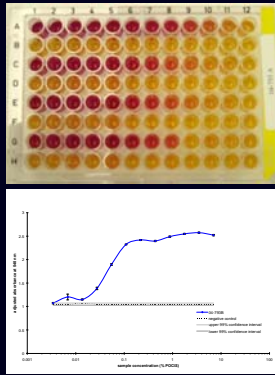 1 2 3 4 5 6 7 8 9 10 11 12
A
B
C
D
E
F
G
H
3
2.5
2
1.5
1
0.5
0
0.001 0.01 0.1 1 10 100
sample concentration (% POCIS)
negative control
upper 99% confidence interval
lower 99% confidence interval